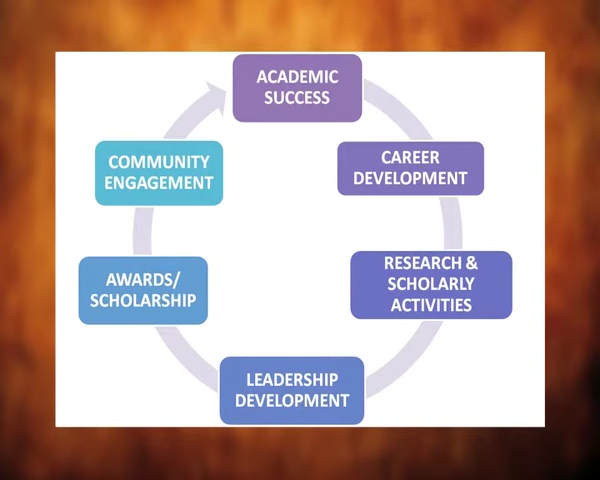 ACADEMIC
SUCCESS
CAREER
DEVELOPMENT
RESEARCH &
SCHOLARLY
ACTIVITIES
LEADERSHIP
DEVELOPMENT
AWARDS/
SCHOLARSHIP
COMMUNITY
ENGAGEMENT